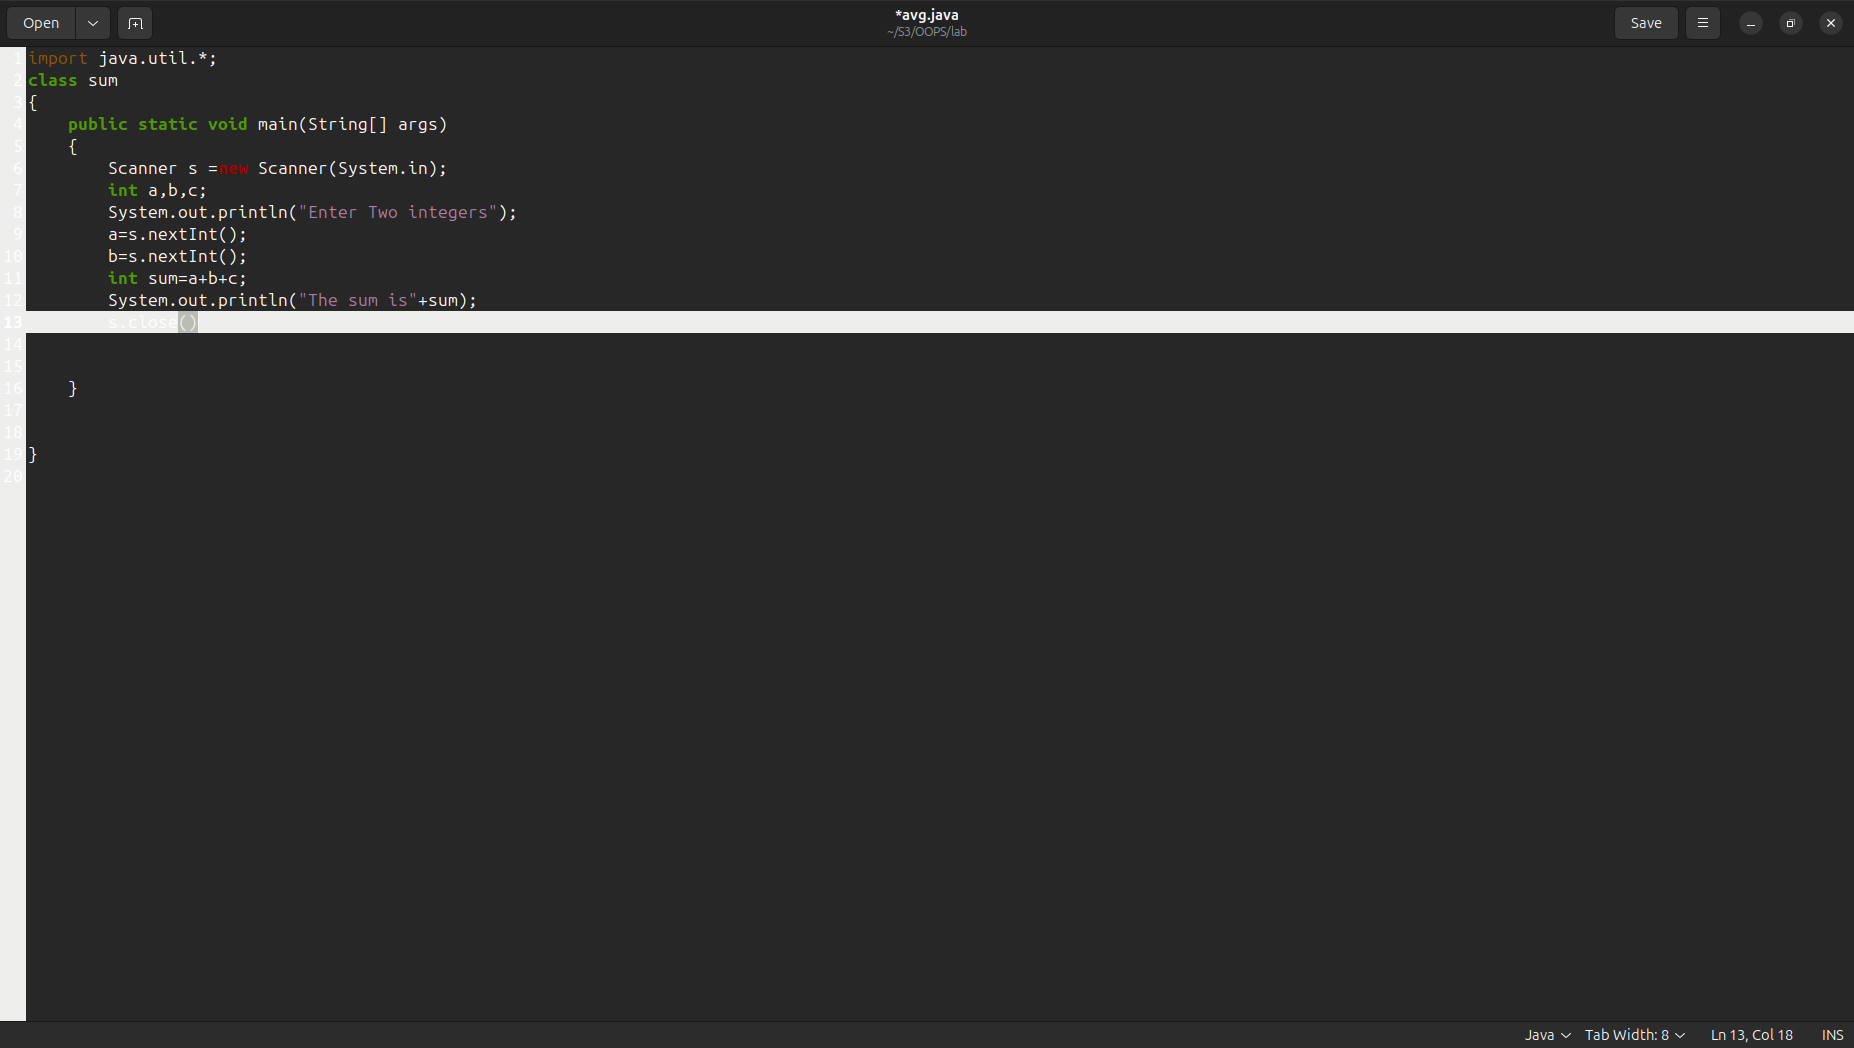 Open
*avg.java
~/S3/OOPS/lab
Save
1 import java.util.*;
2 class sum
3 {
4 public static void main(String[] args)
5 {
6 Scanner s =new Scanner(System.in);
7 int a,b,c;
8 System.out.println("Enter Two integers");
9 a=s.nextInt();
10 b=s.nextInt();
11 int sum=a+b+c;
12 System.out.println("The sum is"+sum);
13 s.close()
14
15
16 }
17
18
19 }
20
Java Tab Width: 8 Ln 13, Col 18 INS